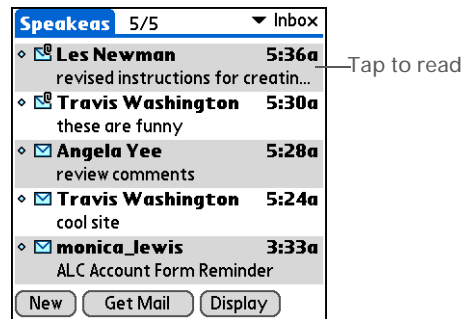 Speakeas 5/5 Inbox
Les Newman 5:36a
revised instructions for creatin...
Tap to read
Travis Washington 5:30a
these are funny
Angela Yee 5:28a
review comments
Travis Washington 5:24a
cool site
monica_lewis 3:33a
ALC Account Form Reminder
New Get Mail Display